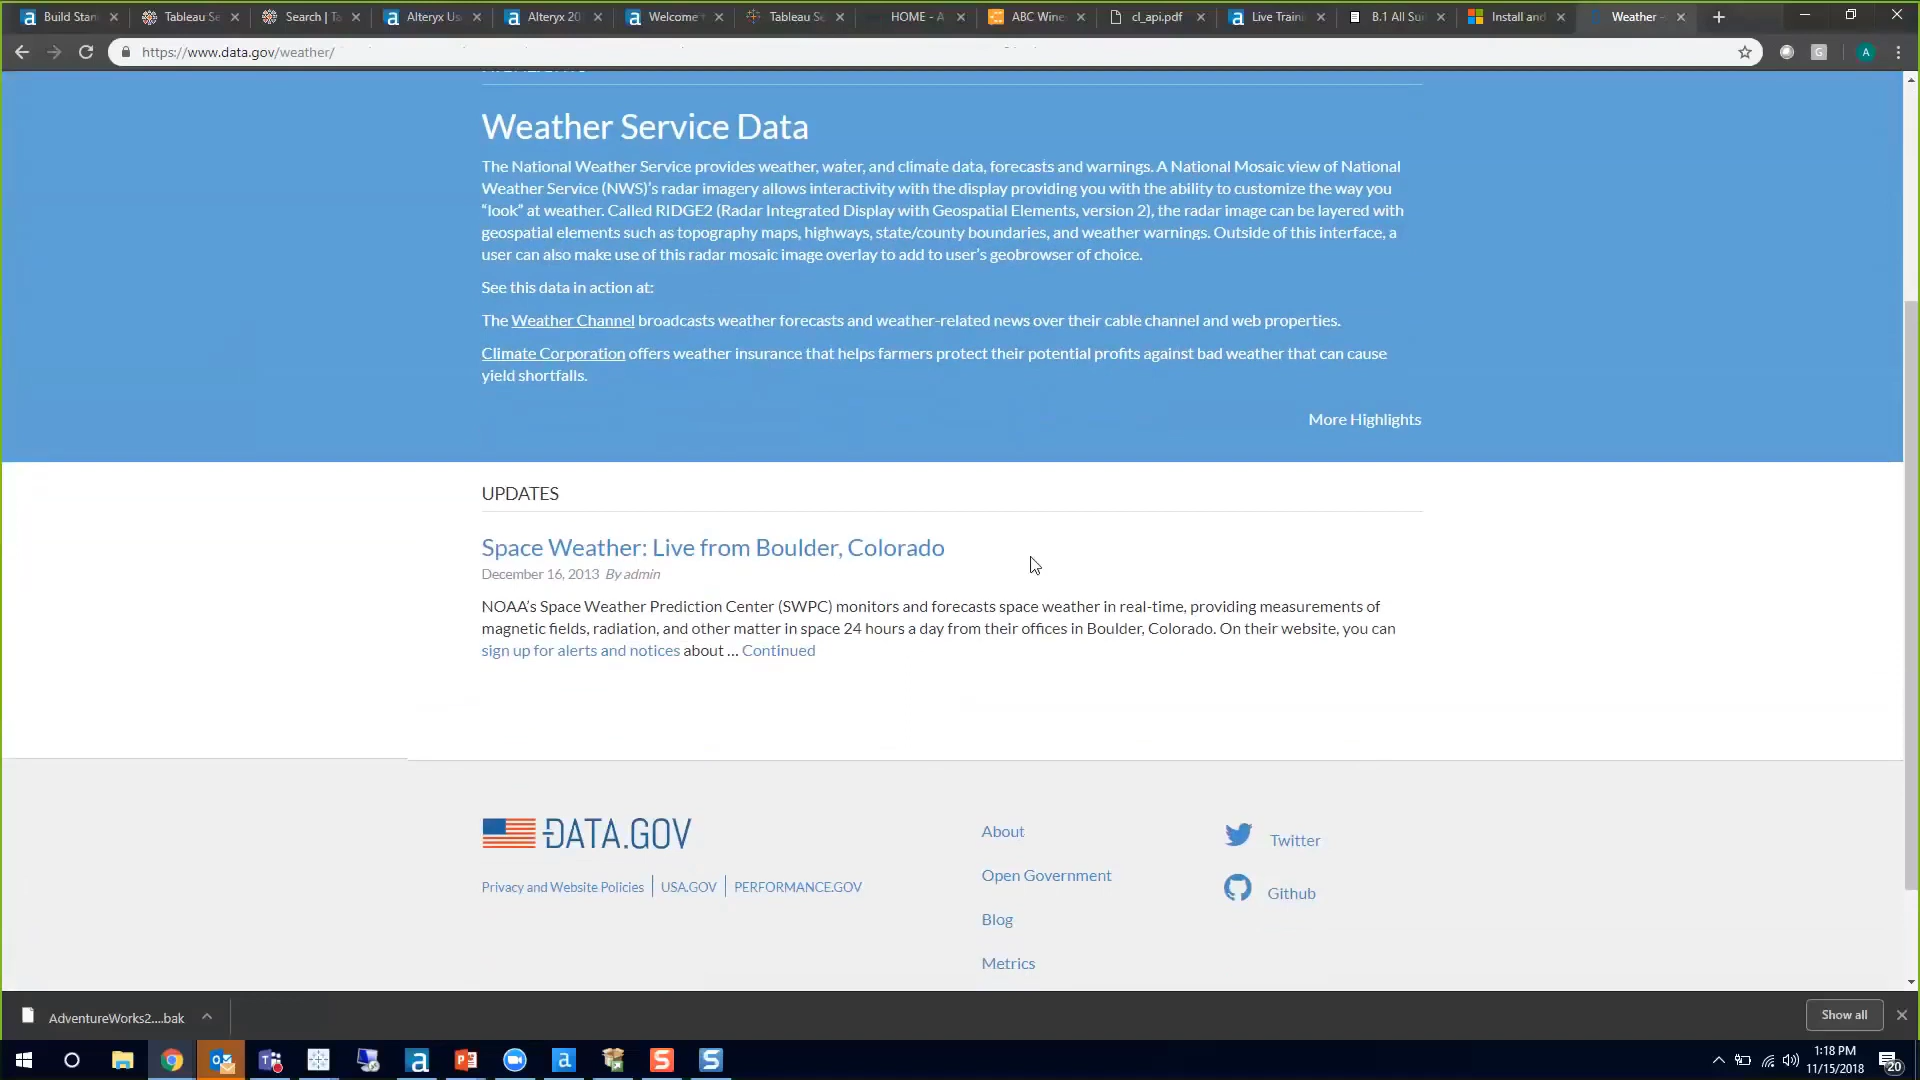 Build Stan
Tableau Se
Search | Ta
Alteryx Us
Alteryx 20
Welcome
Tableau Se
HOME - A
ABC Wine
cl_api.pdf
Live Traini
B.1 All Sui
Install and
Weather -
https://www.data.gov/weather/
G
A
Weather Service Data
The National Weather Service provides weather, water, and climate data, forecasts and warnings. A National Mosaic view of National
Weather Service (NWS)'s radar imagery allows interactivity with the display providing you with the ability to customize the way you
“look” at weather. Called RIDGE2 (Radar Integrated Display with Geospatial Elements, version 2), the radar image can be layered with
geospatial elements such as topography maps, highways, state/county boundaries, and weather warnings. Outside of this interface, a
user can also make use of this radar mosaic image overlay to add to user’s geobrowser of choice.
See this data in action at:
The Weather Channel broadcasts weather forecasts and weather-related news over their cable channel and web properties.
Climate Corporation offers weather insurance that helps farmers protect their potential profits against bad weather that can cause
yield shortfalls.
More Highlights
UPDATES
Space Weather: Live from Boulder, Colorado
December 16, 2013 By admin
NOAA’s Space Weather Prediction Center (SWPC) monitors and forecasts space weather in real-time, providing measurements of
magnetic fields, radiation, and other matter in space 24 hours a day from their offices in Boulder, Colorado. On their website, you can
sign up for alerts and notices about ... Continued
DATA.GOV
Privacy and Website Policies
USA.GOV
PERFORMANCE.GOV
About
Open Government
Blog
Metrics
Twitter
Github
AdventureWorks2....bak
Show all
1:18 PM
11/15/2018
20